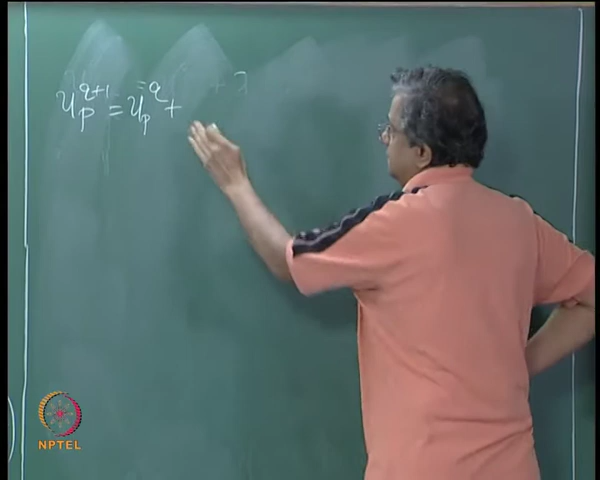 u_p^{q+1} = u_p^q +
NPTEL